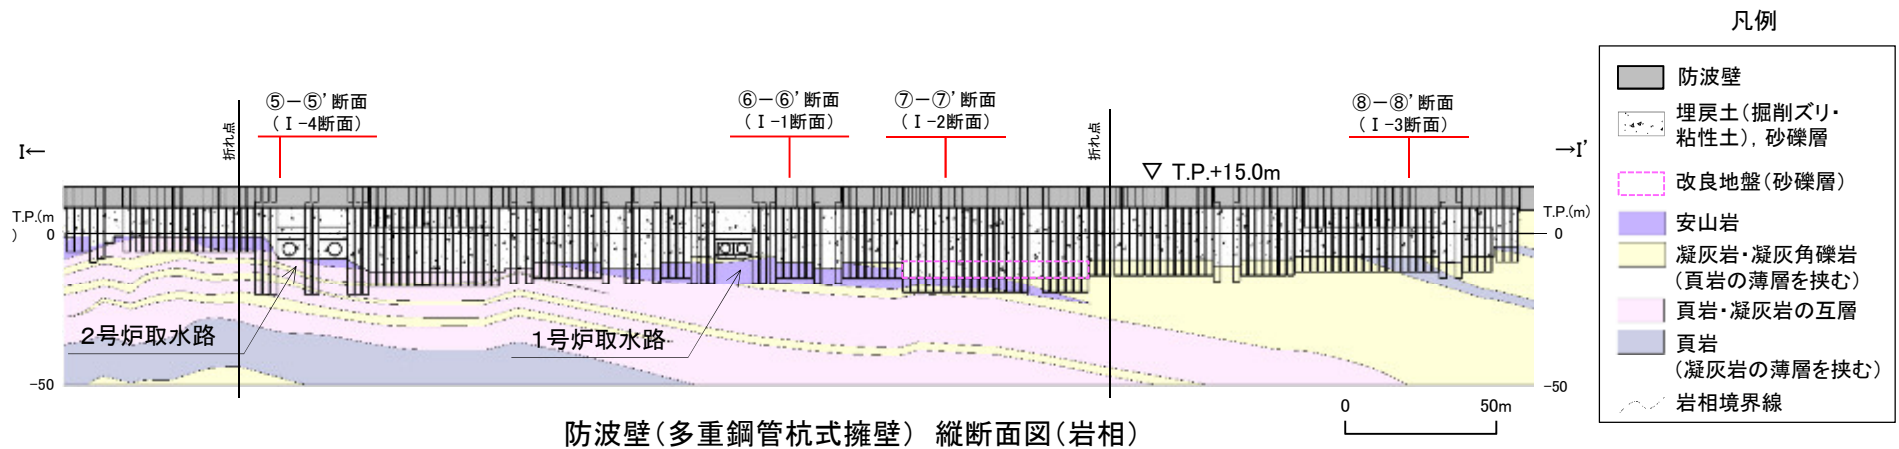 凡例
防波壁
埋戻土(掘削ズリ・
粘性土), 砂礫層
改良地盤(砂礫層)
安山岩
凝灰岩・凝灰角礫岩
(頁岩の薄層を挟む)
頁岩・凝灰岩の互層
頁岩
(凝灰岩の薄層を挟む)
岩相境界線
⑤-⑤'断面
(Ⅰ-4断面)
⑥-⑥'断面
(Ⅰ-1断面)
⑦-⑦'断面
(Ⅰ-2断面)
⑧-⑧'断面
(Ⅰ-3断面)
折れ点
折れ点
I←
→I'
▽ T.P.+15.0m
T.P.(m
)
0
-50
T.P.(m)
0
-50
2号炉取水路
1号炉取水路
0 50m
防波壁(多重鋼管杭式擁壁) 縦断面図(岩相)